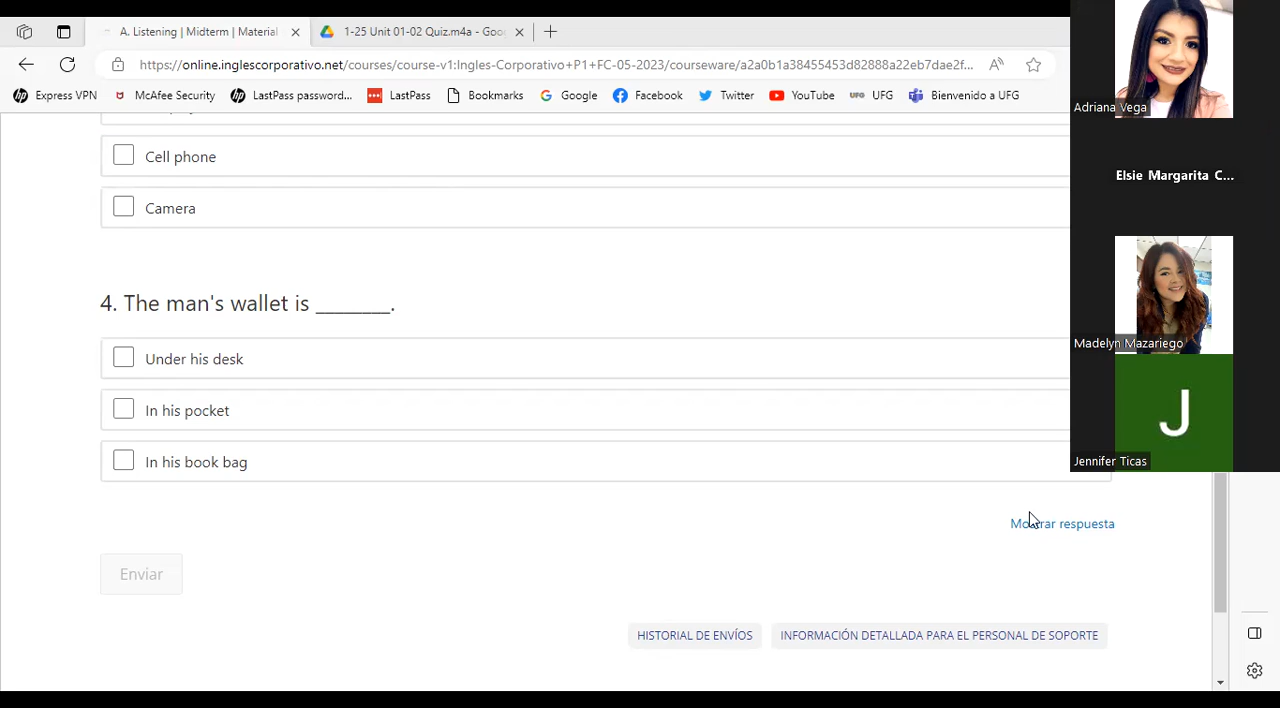 A. Listening | Midterm | Material
1-25 Unit 01-02 Quiz.m4a - Goo
https://online.inglescorporativo.net/courses/course-v1:Ingles-Corporativo+P1+FC-05-2023/courseware/a2a0b1a38455453d82888a22eb7dae2f...
Express VPN
McAfee Security
LastPass password...
LastPass
Bookmarks
Google
Facebook
Twitter
YouTube
UFG
Bienvenido a UFG
Cell phone
Camera
4. The man's wallet is ________.
Under his desk
In his pocket
In his book bag
Mostrar respuesta
Enviar
HISTORIAL DE ENVÍOS
INFORMACIÓN DETALLADA PARA EL PERSONAL DE SOPORTE
Adriana Vega
Elsie Margarita C...
Madelyn Mazariego
J
Jennifer Ticas